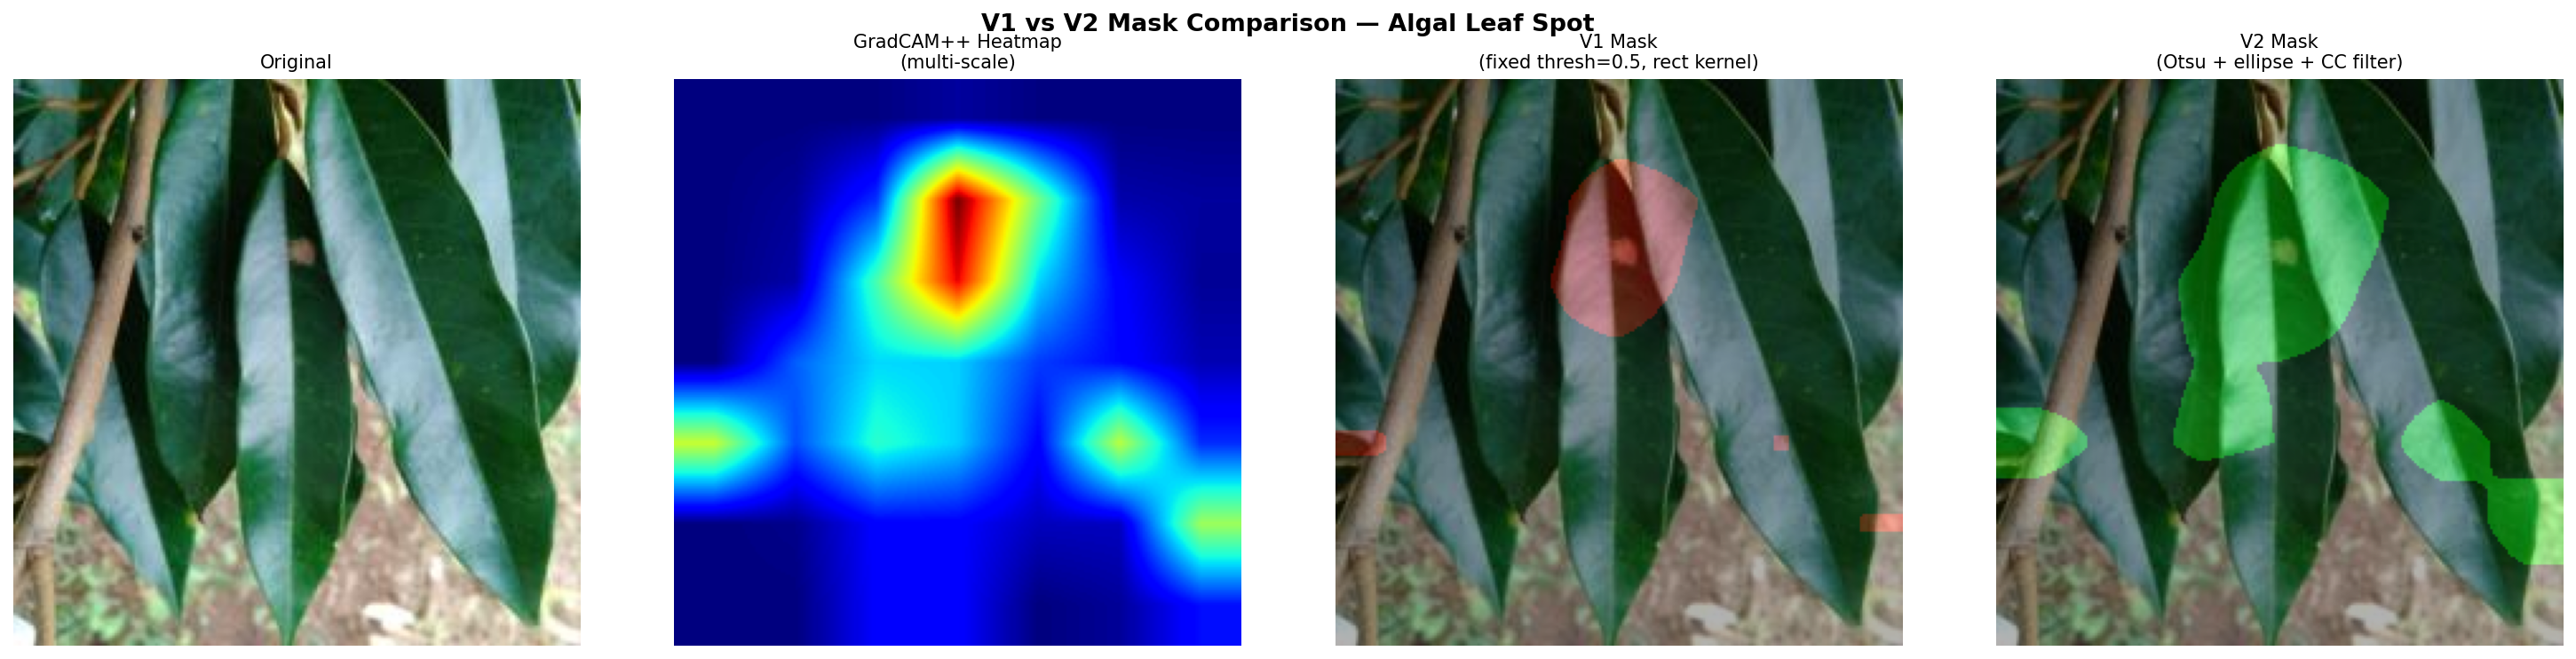 V1 vs V2 Mask Comparison — Algal Leaf Spot
Original
GradCAM++ Heatmap
(multi-scale)
V1 Mask
(fixed thresh=0.5, rect kernel)
V2 Mask
(Otsu + ellipse + CC filter)